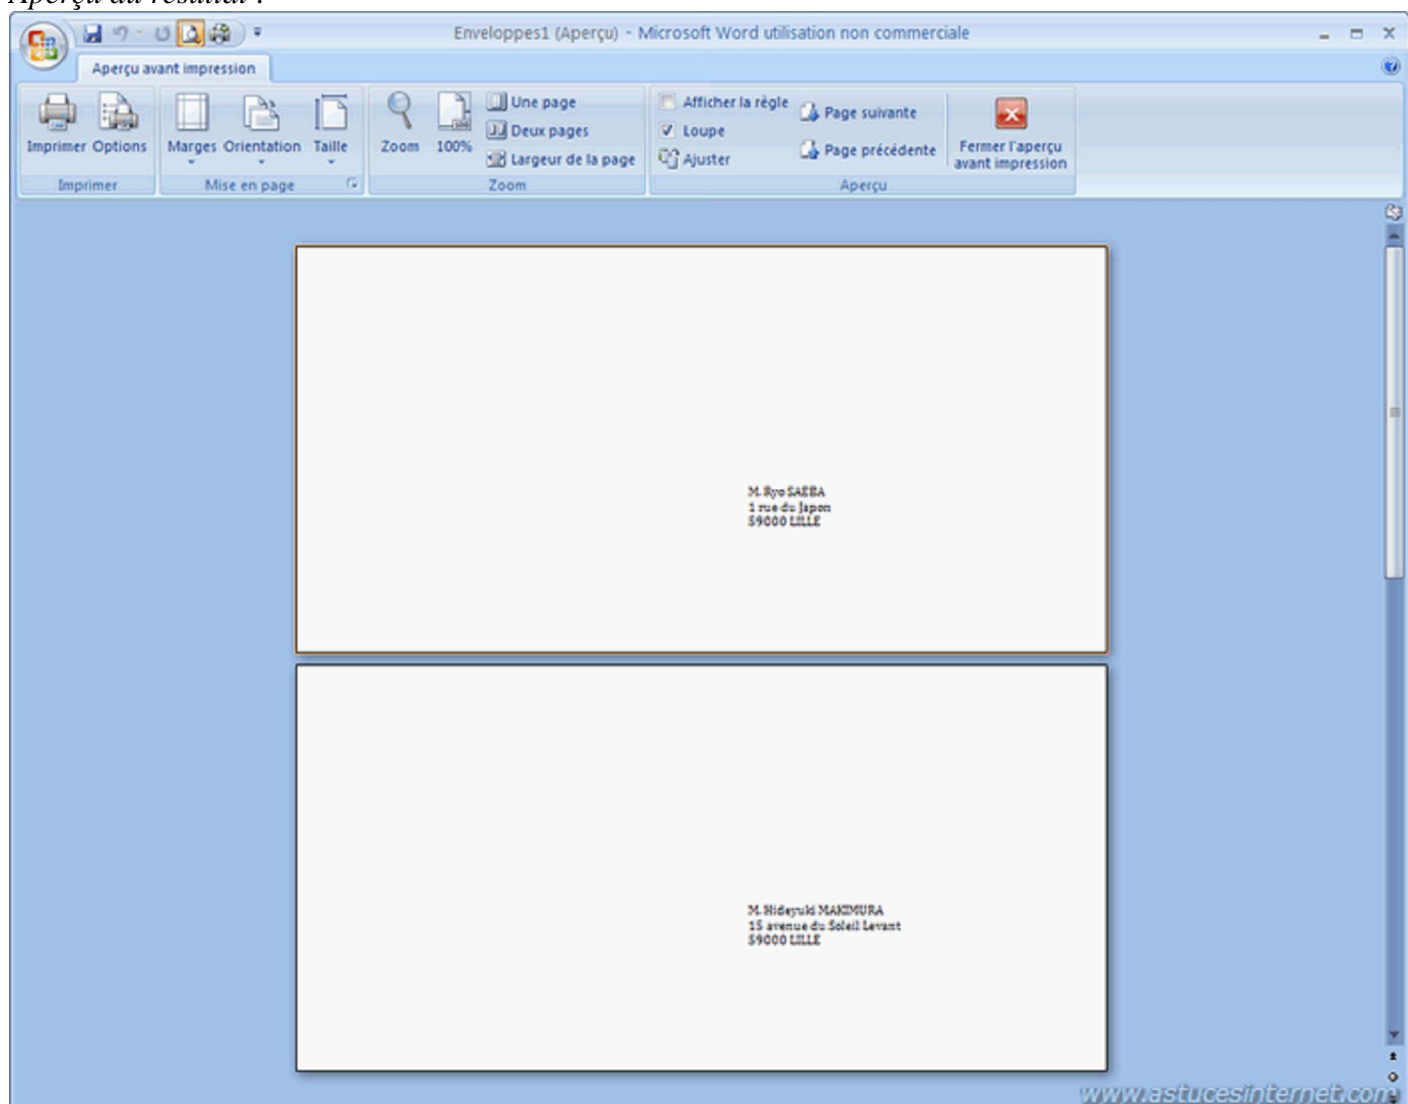 Aperçu du résultat :
Enveloppes1 (Aperçu) - Microsoft Word utilisation non commerciale
Aperçu avant impression
Imprimer Options
Marges Orientation Taille
Zoom 100%
Une page
Deux pages
Largeur de la page
Afficher la règle
Loupe
Ajuster
Page suivante
Page précédente
Fermer l'aperçu
avant impression
Imprimer
Mise en page
Zoom
Aperçu
M. Ryo SAEBA
1 rue du Japon
59000 LILLE
M. Hideyuki MAKIMURA
15 avenue du Soleil Levant
59000 LILLE
www.astucesinternet.com